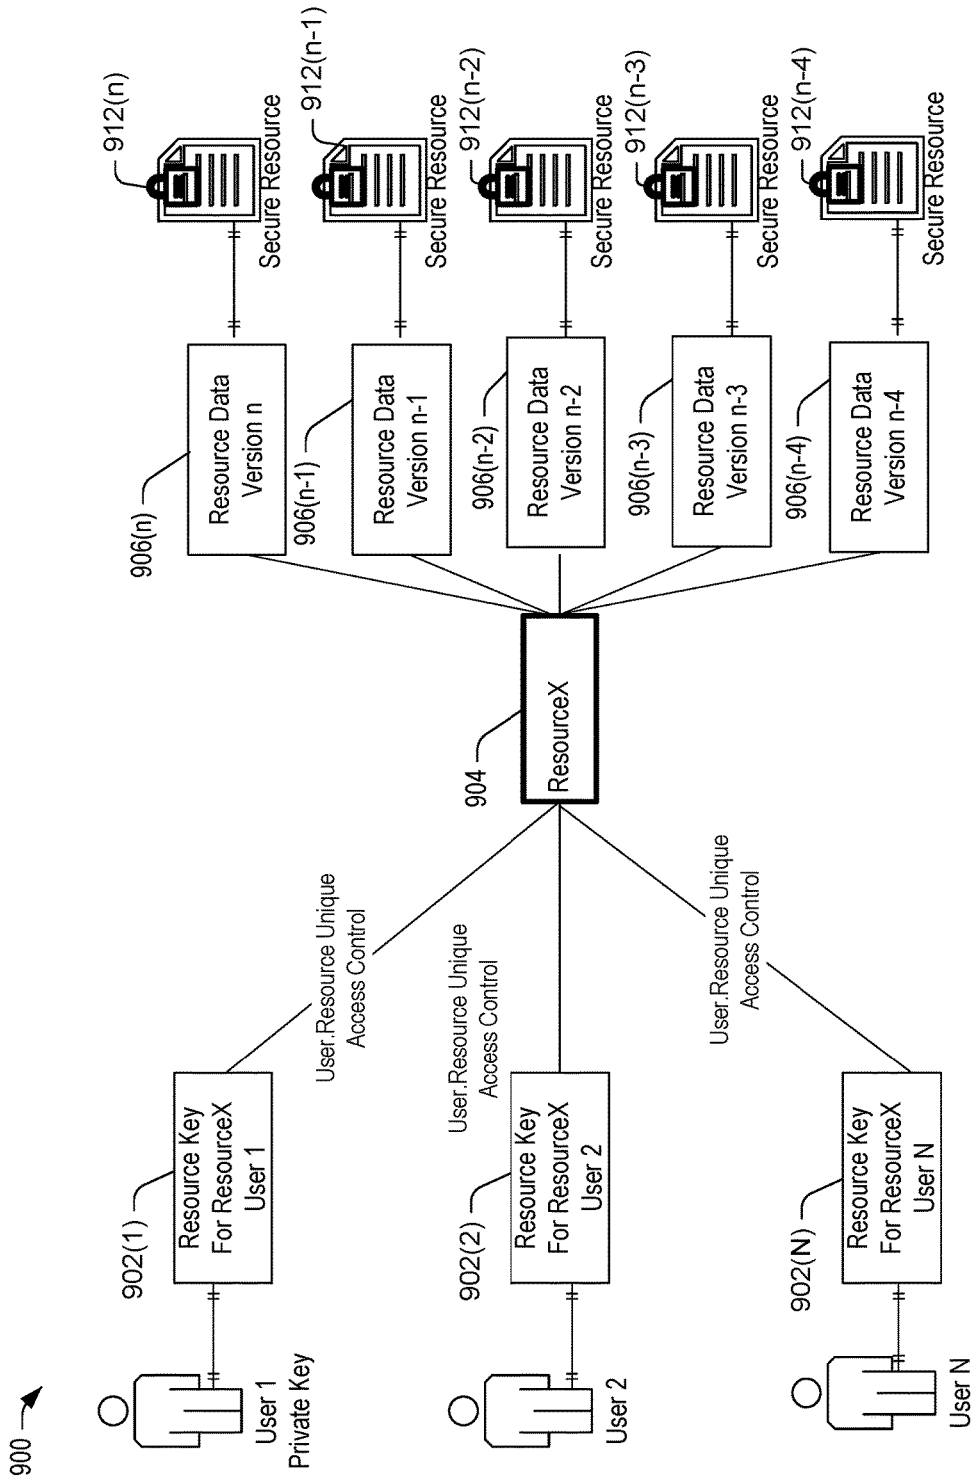 900
User 1
Private Key
902(1)
Resource Key
For ResourceX
User 1
User.Resource Unique
Access Control
User 2
902(2)
Resource Key
For ResourceX
User 2
User.Resource Unique
Access Control
User N
902(N)
Resource Key
For ResourceX
User N
User.Resource Unique
Access Control
904
ResourceX
906(n)
Resource Data
Version n
912(n)
Secure Resource
906(n-1)
Resource Data
Version n-1
912(n-1)
Secure Resource
906(n-2)
Resource Data
Version n-2
912(n-2)
Secure Resource
906(n-3)
Resource Data
Version n-3
912(n-3)
Secure Resource
906(n-4)
Resource Data
Version n-4
912(n-4)
Secure Resource